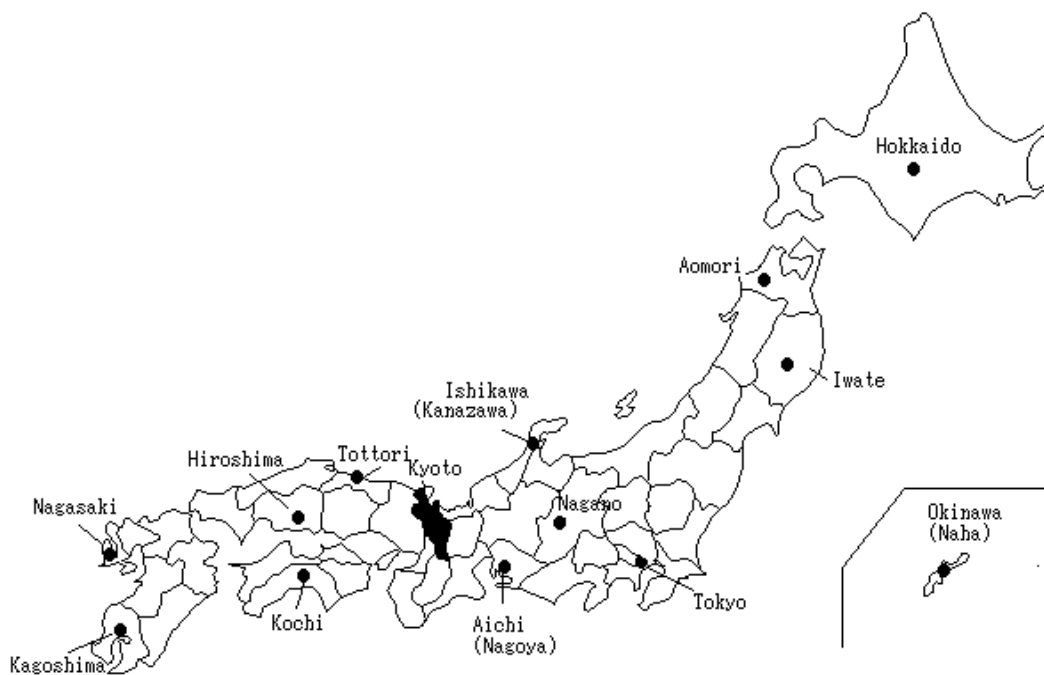 Hokkaido
Aomori
Iwate
Ishikawa
(Kanazawa)
Tottori
Kyoto
Hiroshima
Nagasaki
Nagano
Okinawa
(Naha)
Tokyo
Kochi
Aichi
(Nagoya)
Kagoshima